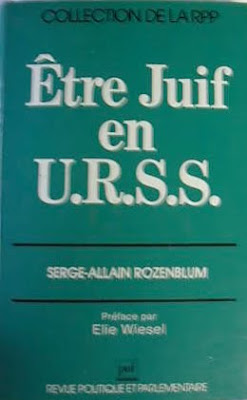 COLLECTION DE LA RPP
Être Juif
en
U.R.S.S.
SERGE-ALLAIN ROZENBLUM
Préface par
Elie Wiesel
puf
REVUE POLITIQUE ET PARLEMENTAIRE